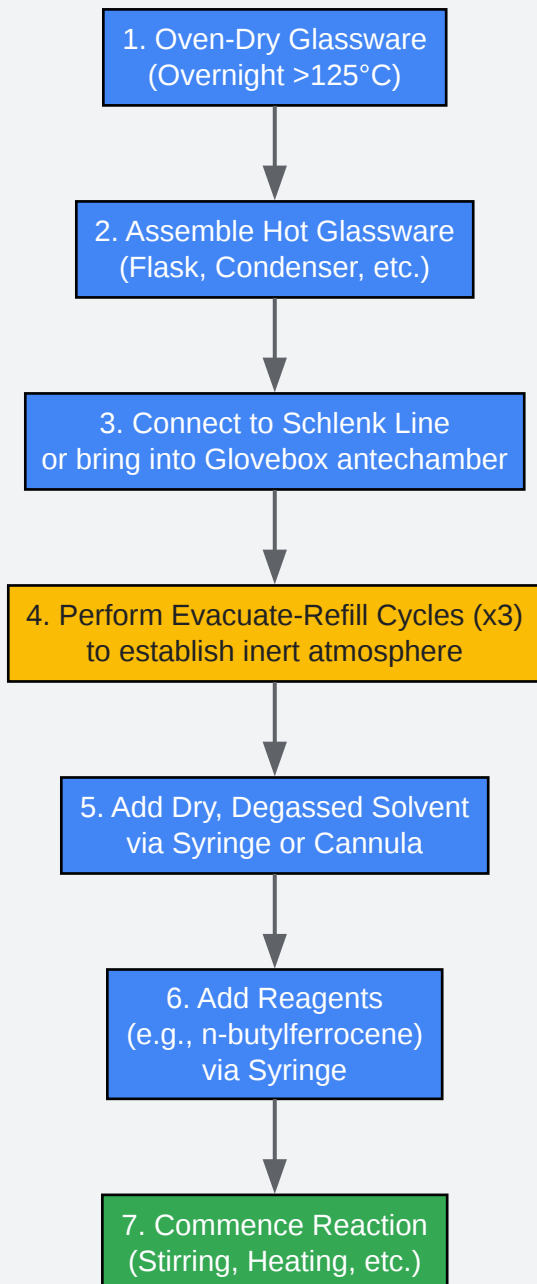 1. Oven-Dry Glassware
(Overnight >125°C)
2. Assemble Hot Glassware
(Flask, Condenser, etc.)
3. Connect to Schlenk Line
or bring into Glovebox antechamber
4. Perform Evacuate-Refill Cycles (x3)
to establish inert atmosphere
5. Add Dry, Degassed Solvent
via Syringe or Cannula
6. Add Reagents
(e.g., n-butylferrocene)
via Syringe
7. Commence Reaction
(Stirring, Heating, etc.)